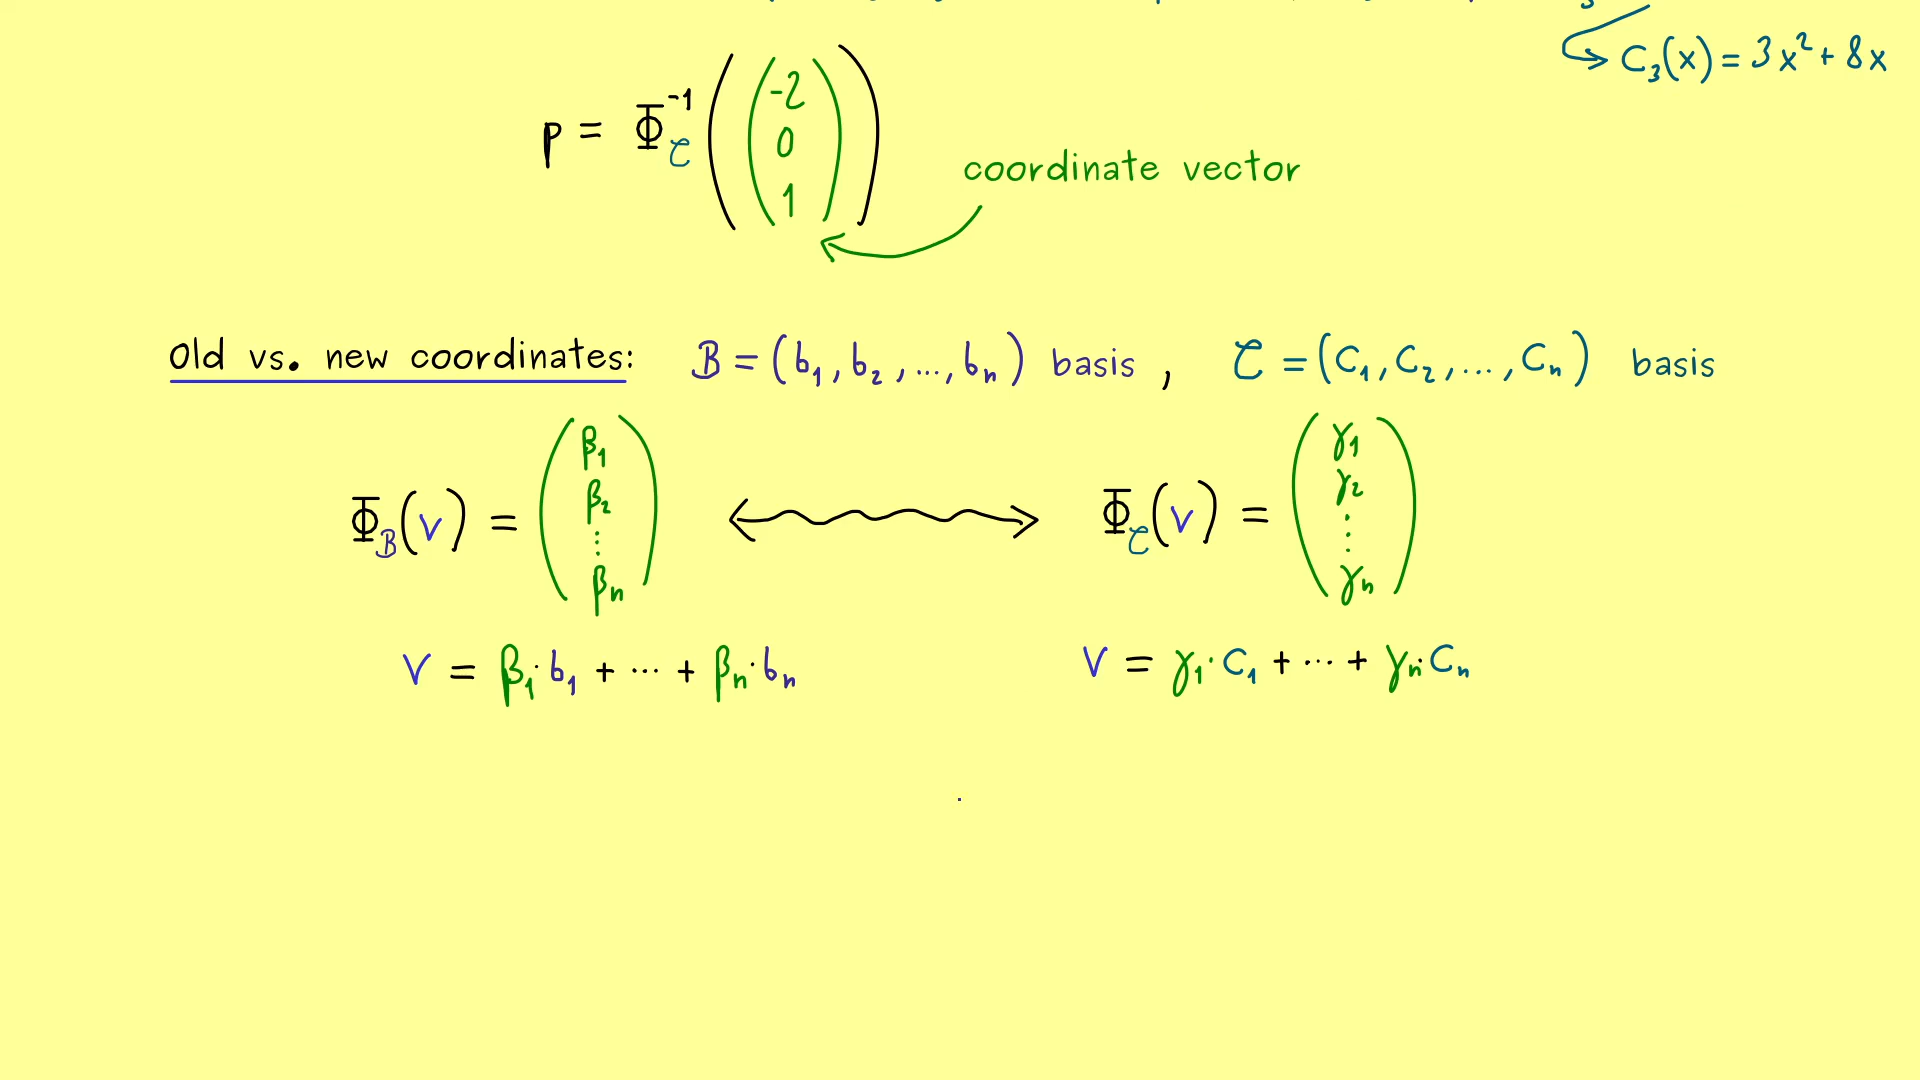 C₃(x) = 3x² + 8x
p = Φ_C⁻¹ ( ( -2
0
1 ) )
coordinate vector
Old vs. new coordinates: B = (b₁, b₂, ..., bₙ) basis , C = (C₁, C₂, ..., Cₙ) basis
Φ_B(v) = ( β₁
β₂
⋮
βₙ )
⟷
Φ_C(v) = ( γ₁
γ₂
⋮
γₙ )
v = β₁·b₁ + ··· + βₙ·bₙ
v = γ₁·C₁ + ··· + γₙ·Cₙ